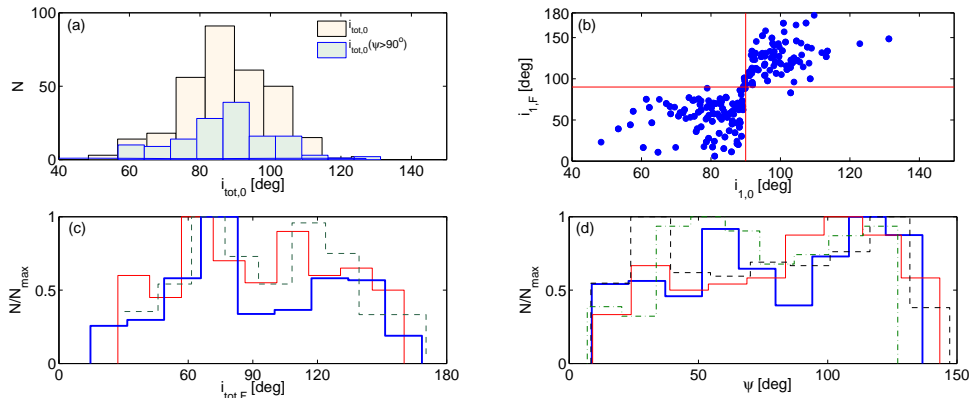 (a)
i_tot,0
i_tot,0(ψ>90°)
N
100
50
0
40 60 80 100 120 140
i_tot,0 [deg]
(b)
i_1,F [deg]
180
150
100
50
0
40 60 80 100 120 140
i_1,0 [deg]
(c)
N/N_max
1
0.5
0
0 60 120 180
90
i_tot,F [deg]
(d)
N/N_max
1
0.5
0
0 50 100 150
ψ [deg]